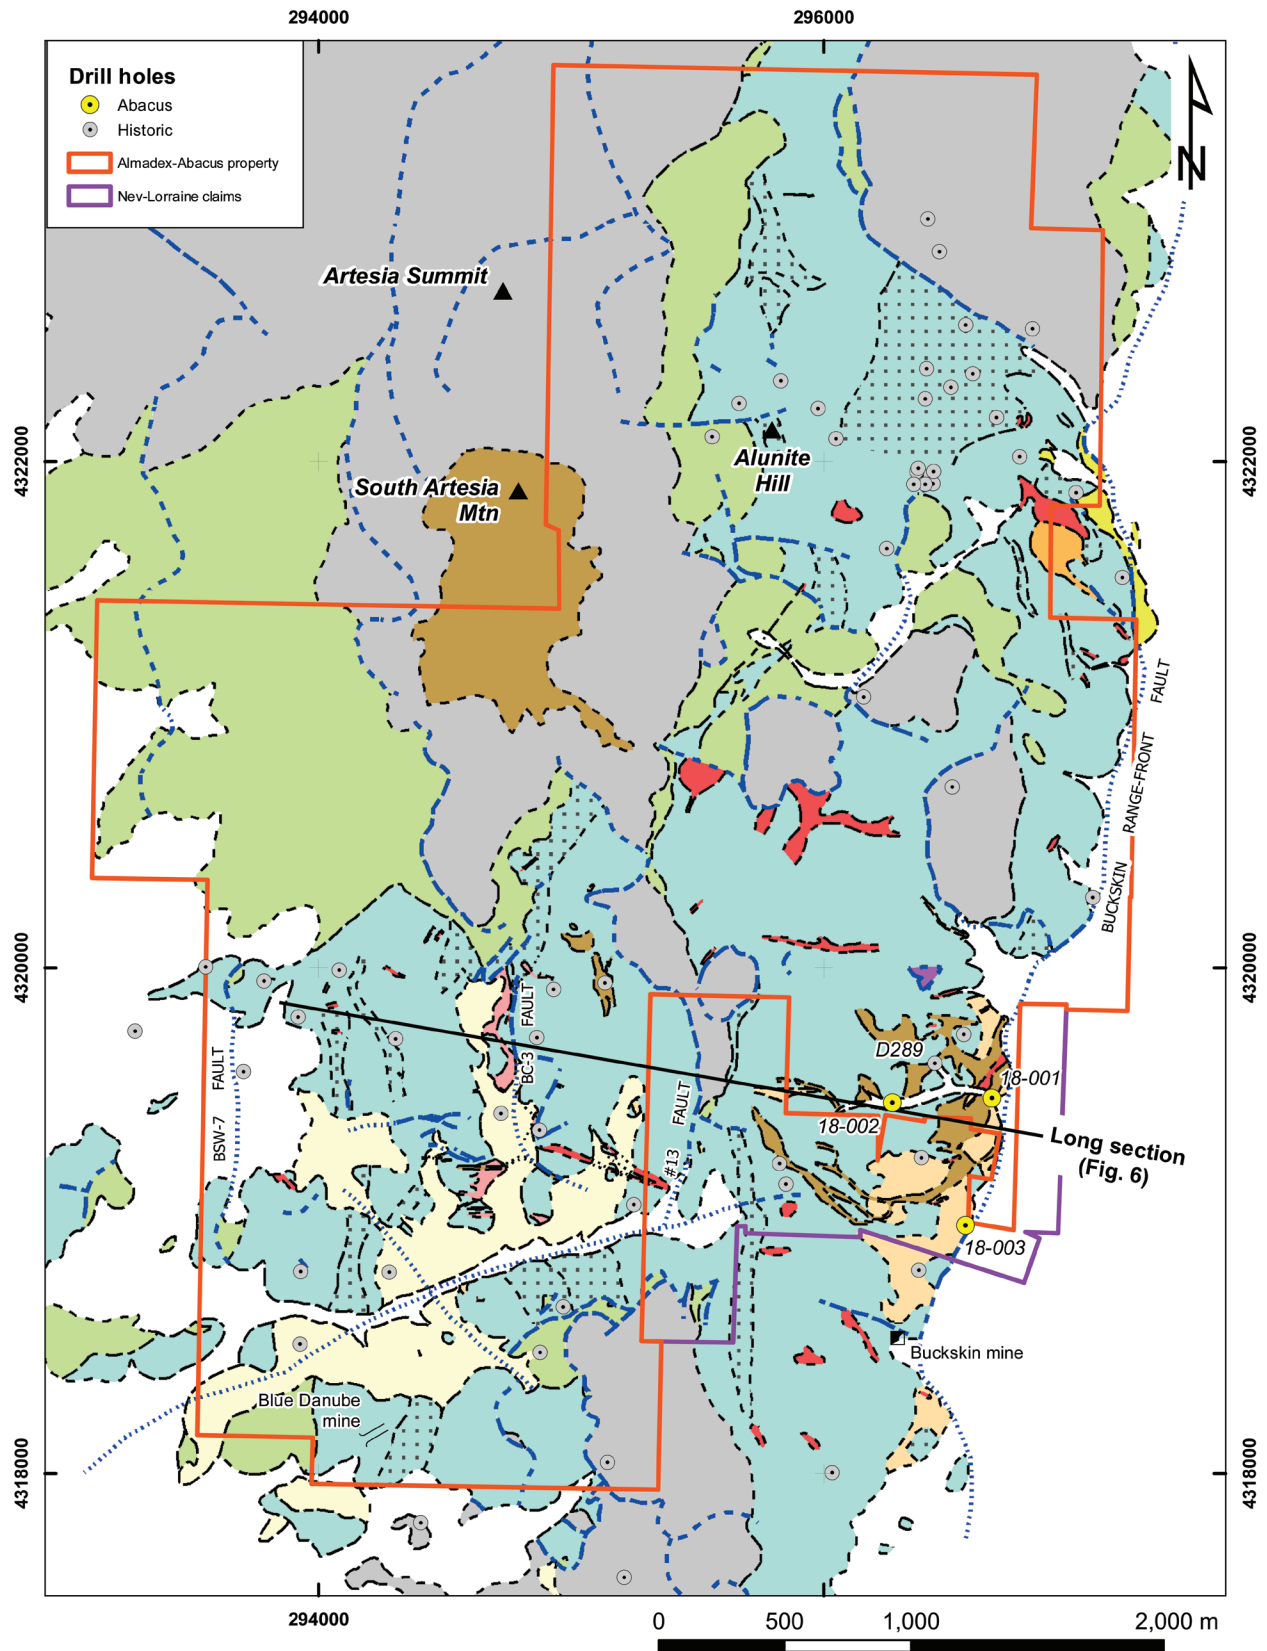 294000
296000
Drill holes
Abacus
Historic
Almadex-Abacus property
Nev-Lorraine claims
N
Artesia Summit
4322000
4322000
South Artesia
Mtn
Alunite
Hill
FAULT
RANGE-FRONT
BUCKSKIN
4320000
4320000
FAULT
BSW-7
FAULT
BC-3
FAULT
#13
D289
18-001
18-002
Long section
(Fig. 6)
18-003
Buckskin mine
Blue Danube
mine
4318000
4318000
294000
0
500
1,000
2,000 m